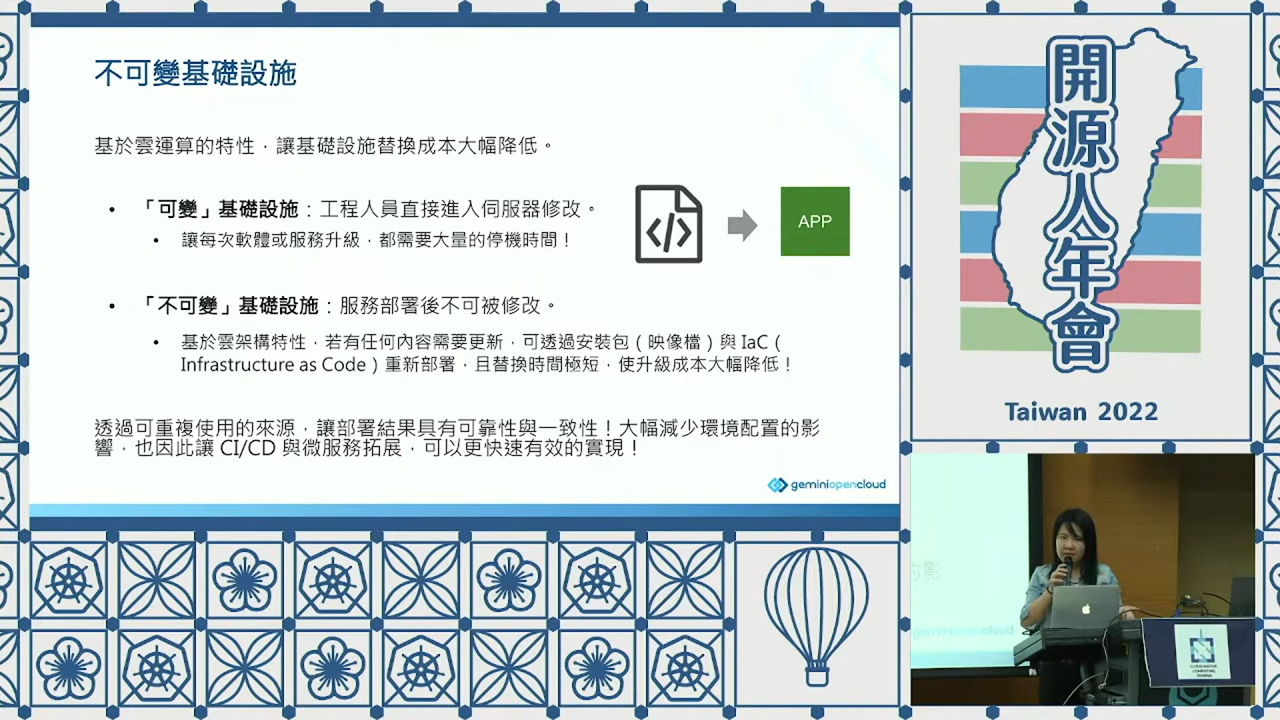 不可變基礎設施
基於雲運算的特性，讓基礎設施替換成本大幅降低。
• 「可變」基礎設施：工程人員直接進入伺服器修改。
• 讓每次軟體或服務升級，都需要大量的停機時間！
APP
• 「不可變」基礎設施：服務部署後不可被修改。
• 基於雲架構特性，若有任何內容需要更新，可透過安裝包（映像檔）與 IaC（
Infrastructure as Code）重新部署，且替換時間極短，使升級成本大幅降低！
透過可重複使用的來源，讓部署結果具有可靠性與一致性！大幅減少環境配置的影
響，也因此讓 CI/CD 與微服務拓展，可以更快速有效的實現！
geminiopencloud
開源人年會
Taiwan 2022
的影
geminiopencloud
CLOUD NATIVE
COMPUTING
TAIWAN